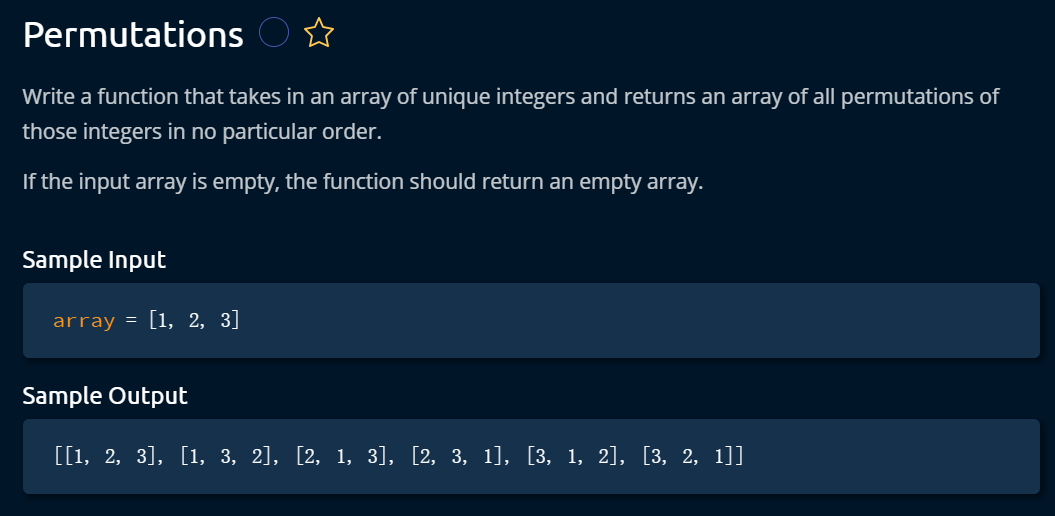 Permutations
Write a function that takes in an array of unique integers and returns an array of all permutations of
those integers in no particular order.
If the input array is empty, the function should return an empty array.
Sample Input
array = [1, 2, 3]
Sample Output
[[1, 2, 3], [1, 3, 2], [2, 1, 3], [2, 3, 1], [3, 1, 2], [3, 2, 1]]